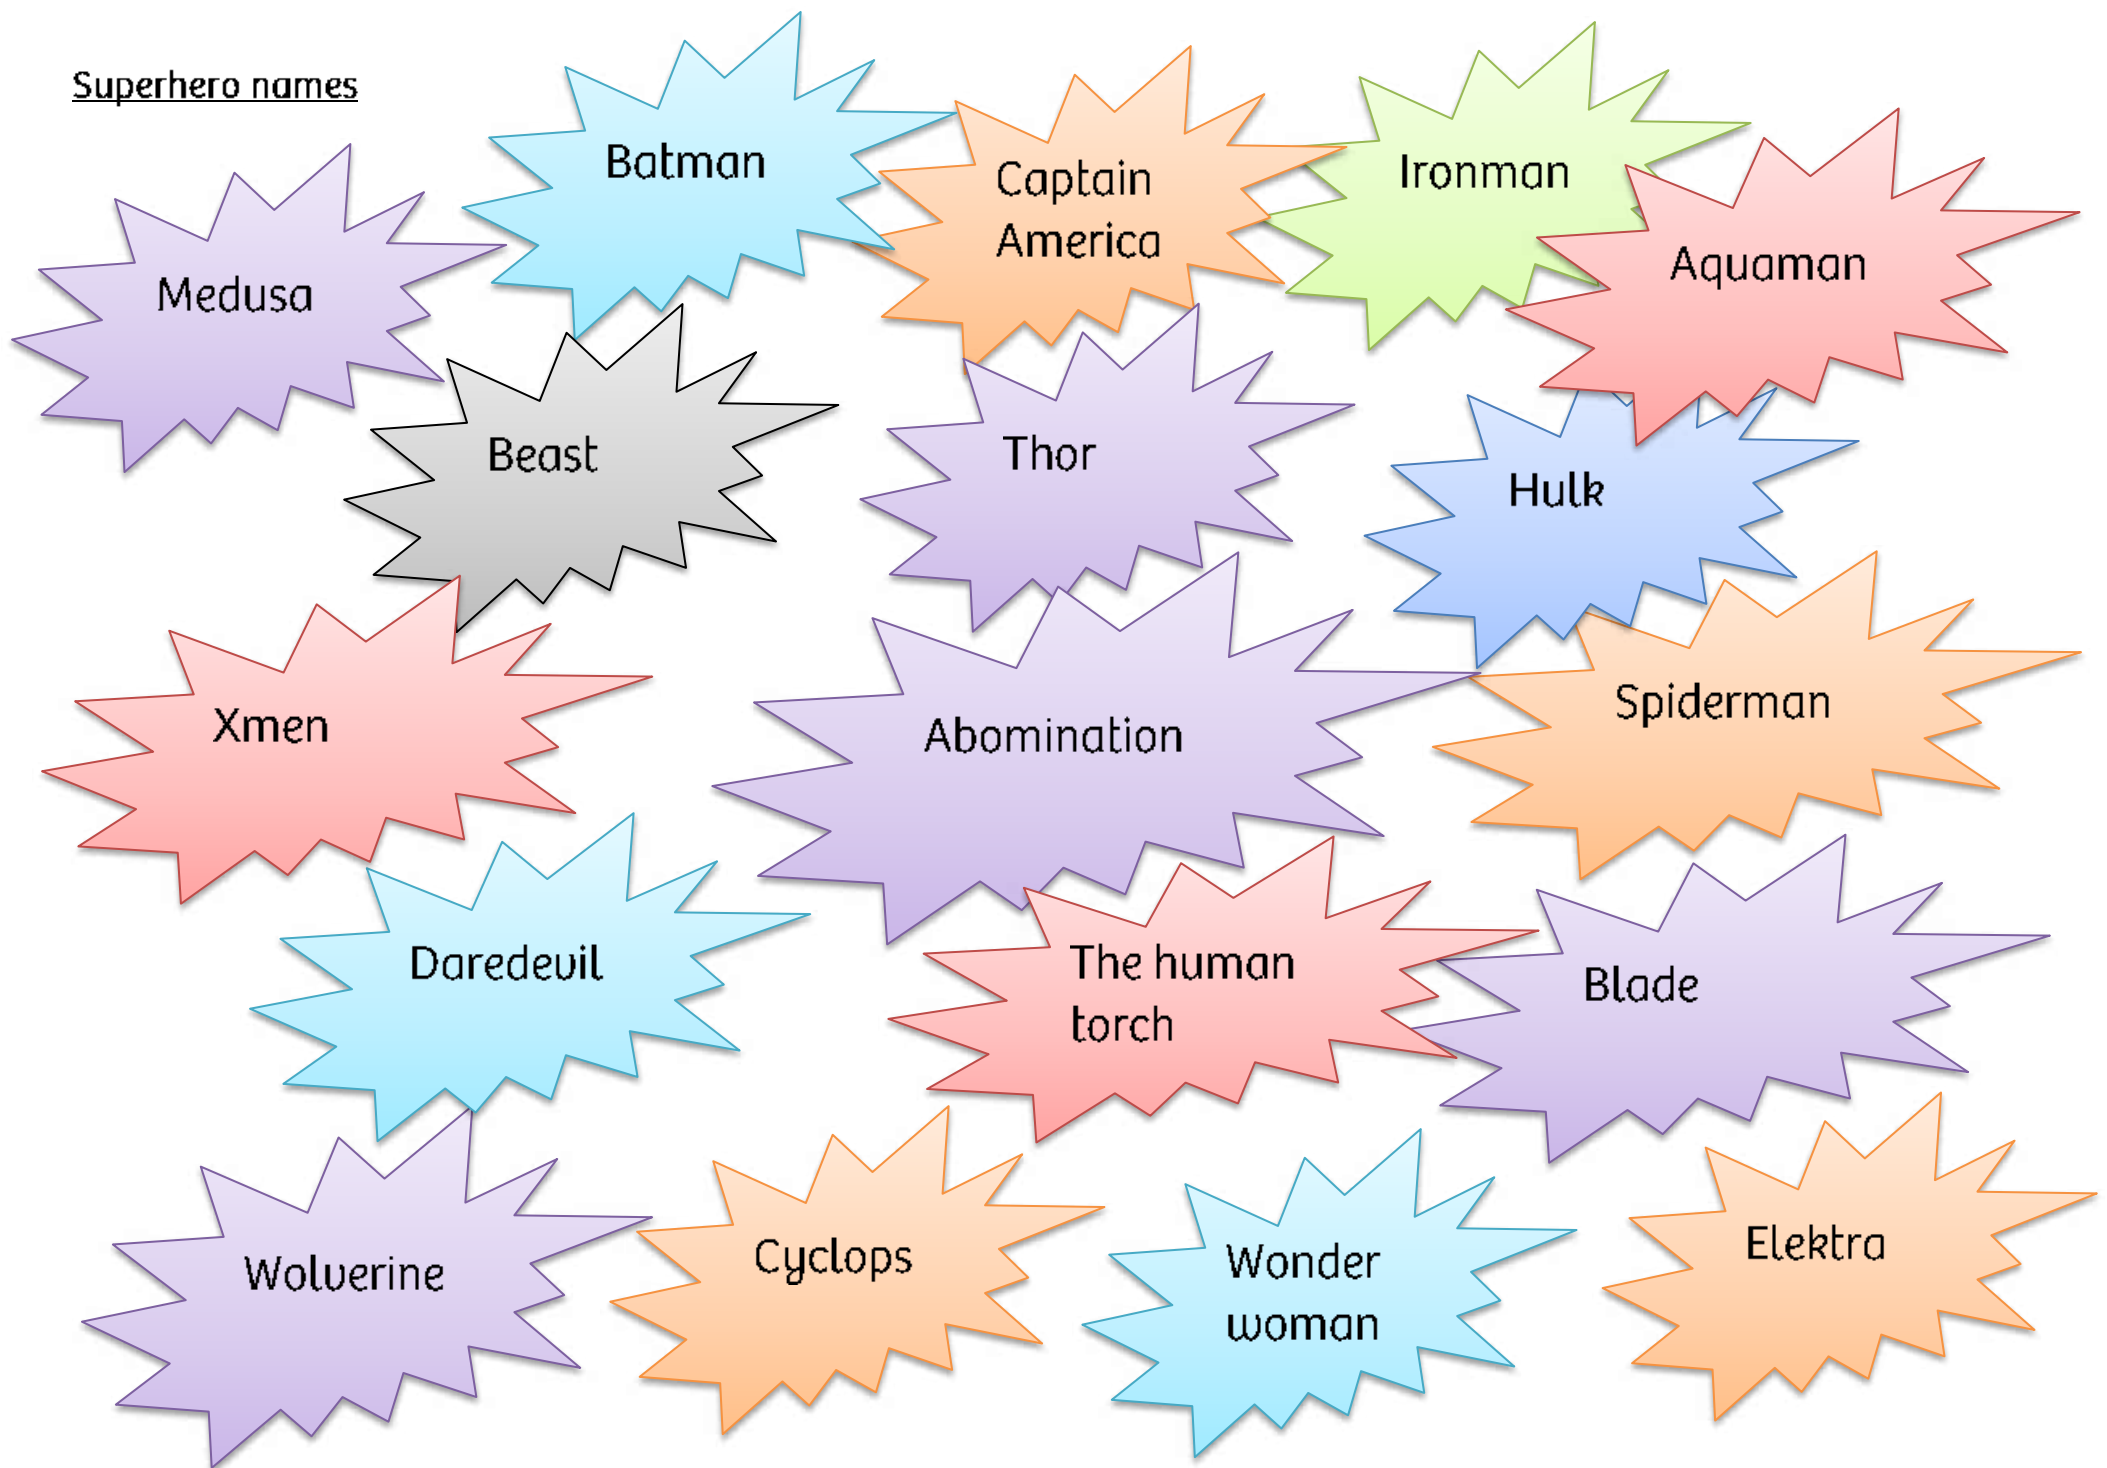 Superhero names
Batman
Captain
America
Ironman
Aquaman
Medusa
Beast
Thor
Hulk
Xmen
Abomination
Spiderman
Daredevil
The human
torch
Blade
Wolverine
Cyclops
Wonder
woman
Elektra